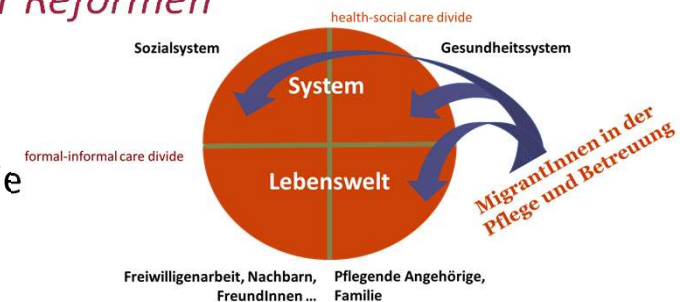 r Reformen
health-social care divide
Sozialsystem
Gesundheitssystem
System
formal-informal care divide
e
Lebenswelt
MigrantInnen in der
Pflege und Betreuung
Freiwilligenarbeit, Nachbarn,
FreundInnen ...
Pflegende Angehörige,
Familie